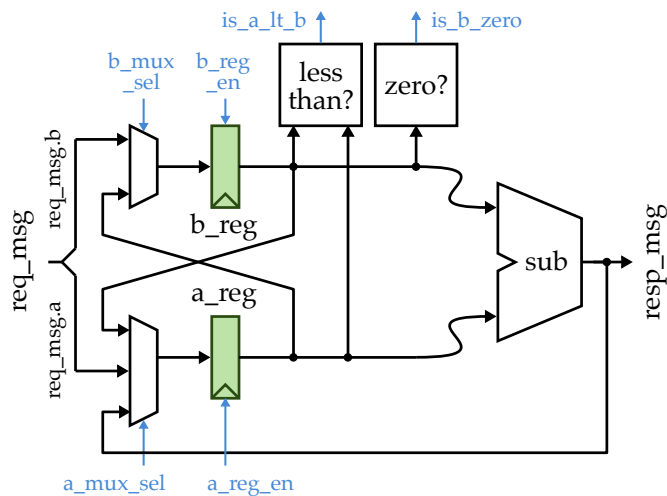 is_a_lt_b
is_b_zero
b_mux
_sel
b_reg
_en
less
than?
zero?
req_msg.b
b_reg
req_msg
sub
resp_msg
a_reg
req_msg.a
a_mux_sel
a_reg_en